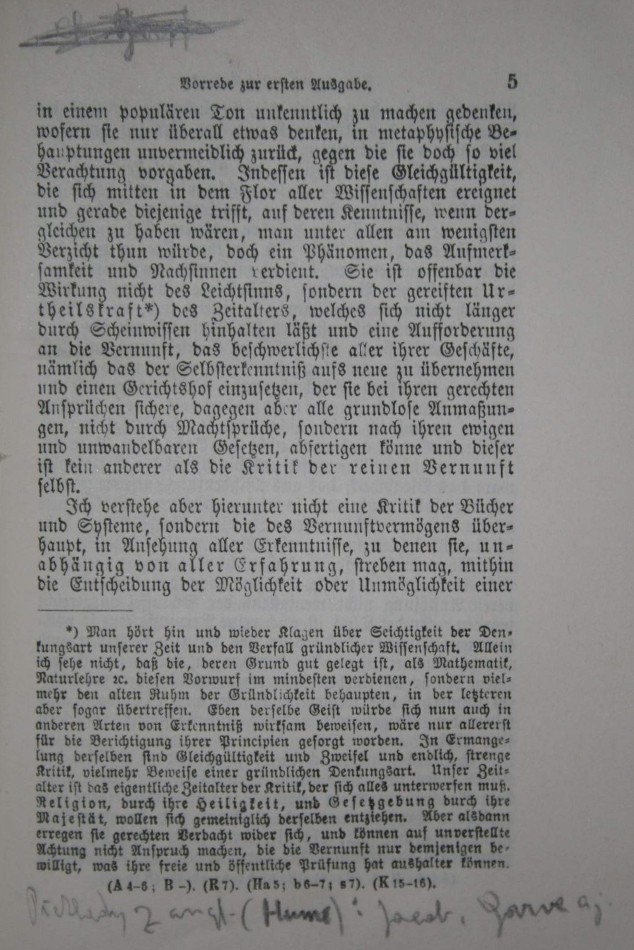 Vorrede zur ersten Ausgabe. 5
in einem populären Ton unkenntlich zu machen gedenken,
wofern sie nur überall etwas denken, in metaphysische Be-
hauptungen unvermeidlich zurück, gegen die sie doch so viel
Verachtung vorgaben. Indessen ist diese Gleichgültigkeit,
die sich mitten in dem Flor aller Wissenschaften ereignet
und gerade diejenige trifft, auf deren Kenntnisse, wenn der-
gleichen zu haben wären, man unter allen am wenigsten
Verzicht thun würde, doch ein Phänomen, das Aufmerk-
samkeit und Nachsinnen verdient. Sie ist offenbar die
Wirkung nicht des Leichtsinns, sondern der gereiften Ur-
theilskraft*) des Zeitalters, welches sich nicht länger
durch Scheinwissen hinhalten läßt und eine Aufforderung
an die Vernunft, das beschwerlichste aller ihrer Geschäfte,
nämlich das der Selbsterkenntniß aufs neue zu übernehmen
und einen Gerichtshof einzusetzen, der sie bei ihren gerechten
Ansprüchen sichere, dagegen aber alle grundlose Anmaßun-
gen, nicht durch Machtsprüche, sondern nach ihren ewigen
und unwandelbaren Gesetzen, abfertigen könne und dieser
ist kein anderer als die Kritik der reinen Vernunft
selbst.
Ich verstehe aber hierunter nicht eine Kritik der Bücher
und Systeme, sondern die des Vernunftvermögens über-
haupt, in Ansehung aller Erkenntnisse, zu denen sie, un-
abhängig von aller Erfahrung, streben mag, mithin
die Entscheidung der Möglichkeit oder Unmöglichkeit einer
*) Man hört hin und wieder Klagen über Seichtigkeit der Den-
kungsart unserer Zeit und den Verfall gründlicher Wissenschaft. Allein
ich sehe nicht, daß die, deren Grund gut gelegt ist, als Mathematik,
Naturlehre ꝛc. diesen Vorwurf im mindesten verdienen, sondern viel-
mehr den alten Ruhm der Gründlichkeit behaupten, in der letzteren
aber sogar übertreffen. Eben derselbe Geist würde sich nun auch in
anderen Arten von Erkenntniß wirksam beweisen, wäre nur allererst
für die Berichtigung ihrer Principien gesorgt worden. In Ermange-
lung derselben sind Gleichgültigkeit und Zweifel und endlich, strenge
Kritik, vielmehr Beweise einer gründlichen Denkungsart. Unser Zeit-
alter ist das eigentliche Zeitalter der Kritik, der sich alles unterwerfen muß.
Religion, durch ihre Heiligkeit, und Gesetzgebung durch ihre
Majestät, wollen sich gemeiniglich derselben entziehen. Aber alsdann
erregen sie gerechten Verdacht wider sich, und können auf unverstellte
Achtung nicht Anspruch machen, die die Vernunft nur demjenigen be-
willigt, was ihre freie und öffentliche Prüfung hat aushalten können.
(A 4–6; B –). (R 7). (Ha 5; b 6–7; s 7). (K 15–16).
z angl. (Hume): Jacob, Garve aj.